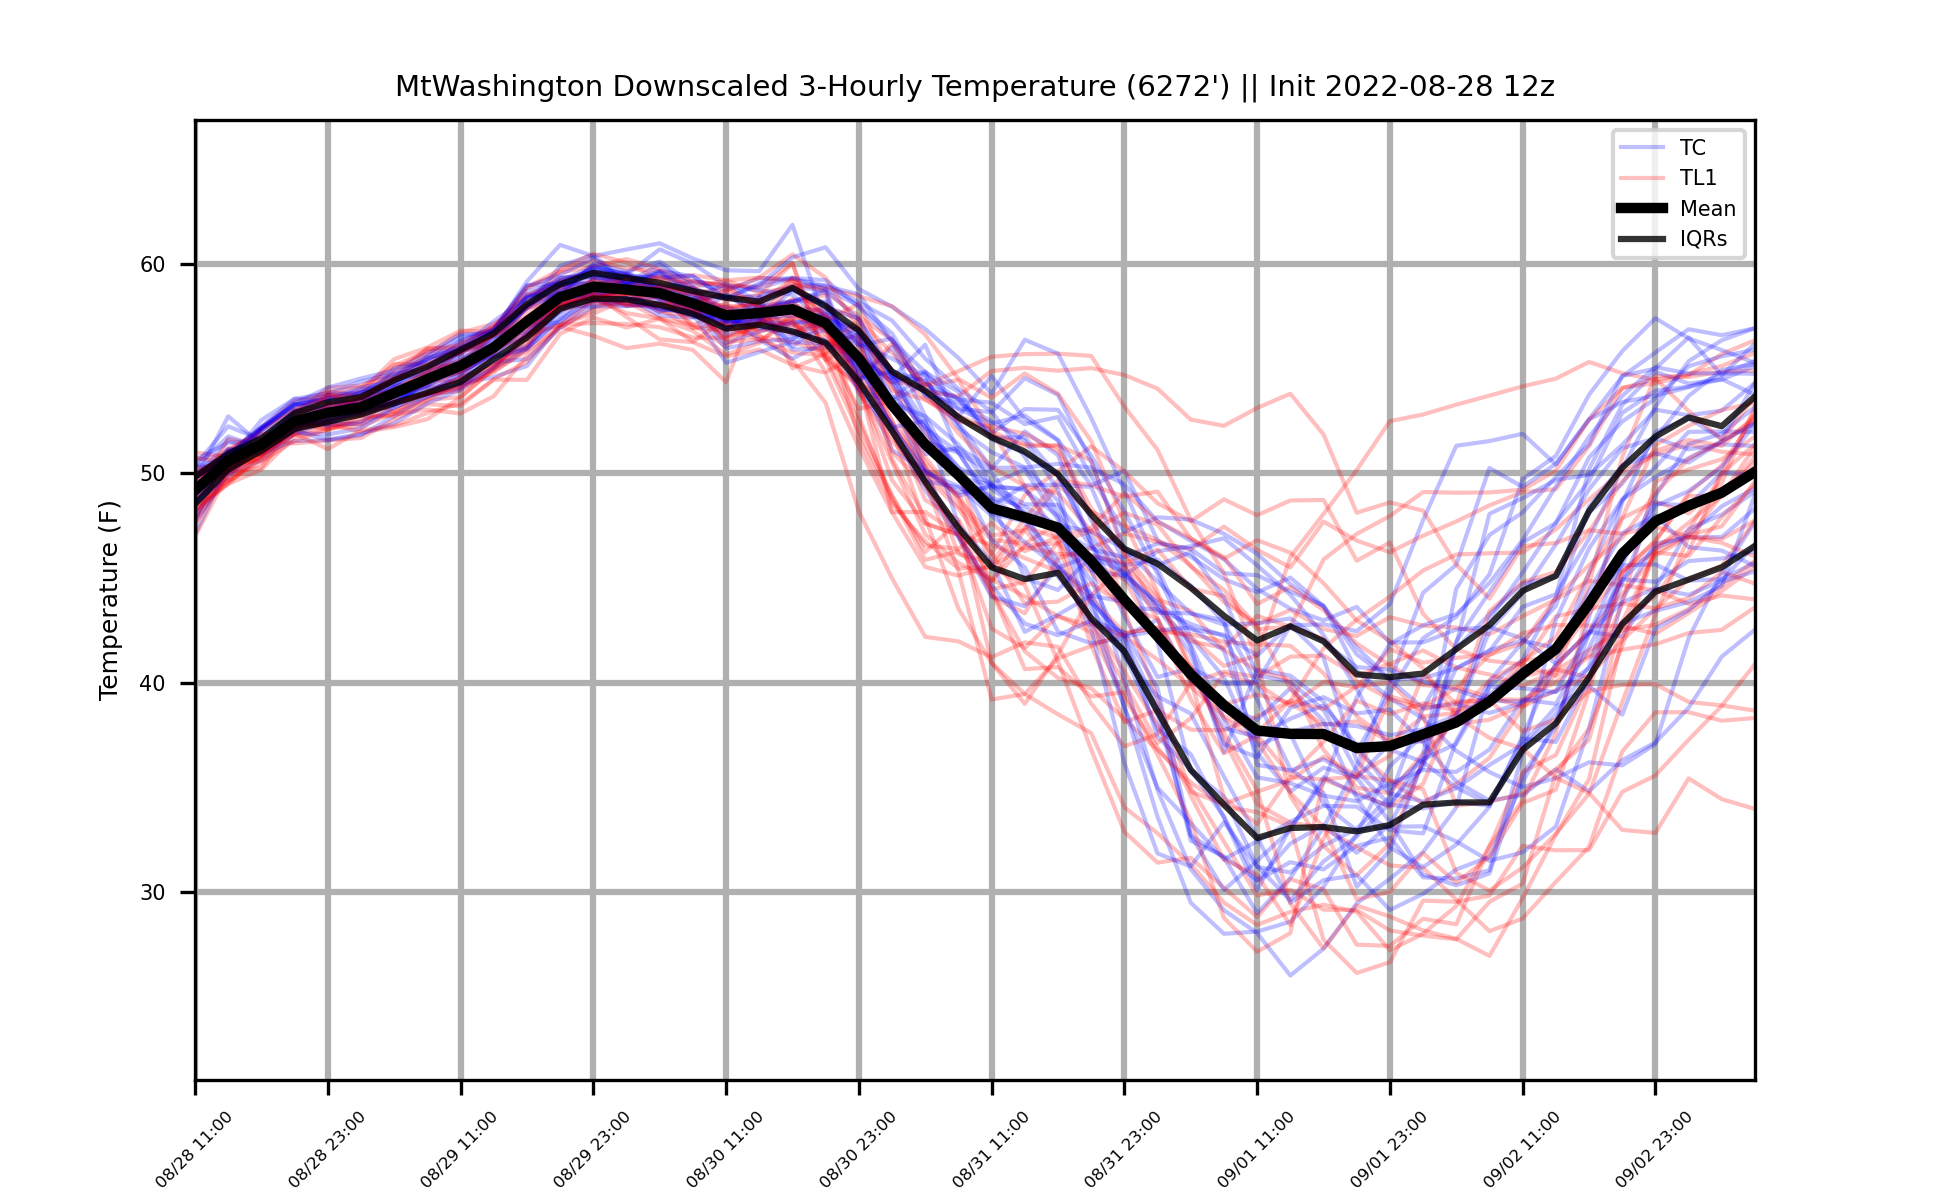 MtWashington Downscaled 3-Hourly Temperature (6272') || Init 2022-08-28 12z
TC
TL1
Mean
IQRs
Temperature (F)
60
50
40
30
08/28 11:00
08/28 23:00
08/29 11:00
08/29 23:00
08/30 11:00
08/30 23:00
08/31 11:00
08/31 23:00
09/01 11:00
09/01 23:00
09/02 11:00
09/02 23:00